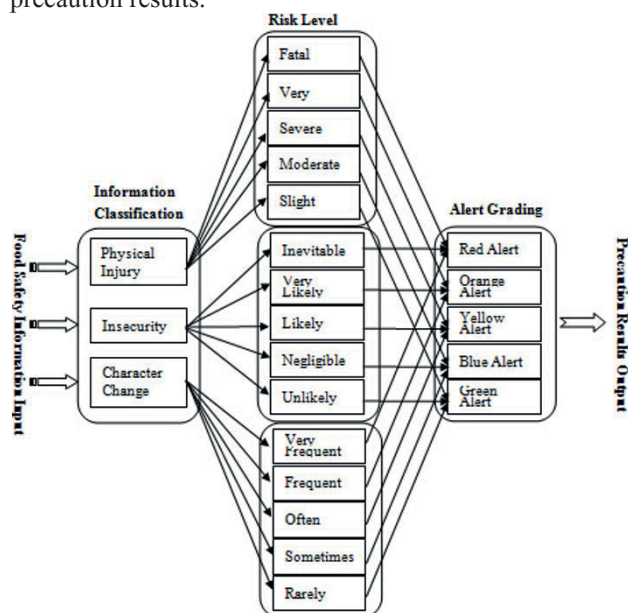 precaution results.
Risk Level
Fatal
Very
Severe
Moderate
Slight
Information
Classification
Alert Grading
Food Safety Information Input
Physical
Injury
Insecurity
Character
Change
Inevitable
Very
Likely
Likely
Negligible
Unlikely
Very
Frequent
Frequent
Often
Sometimes
Rarely
Red Alert
Orange
Alert
Yellow
Alert
Blue Alert
Green
Alert
Precaution Results Output